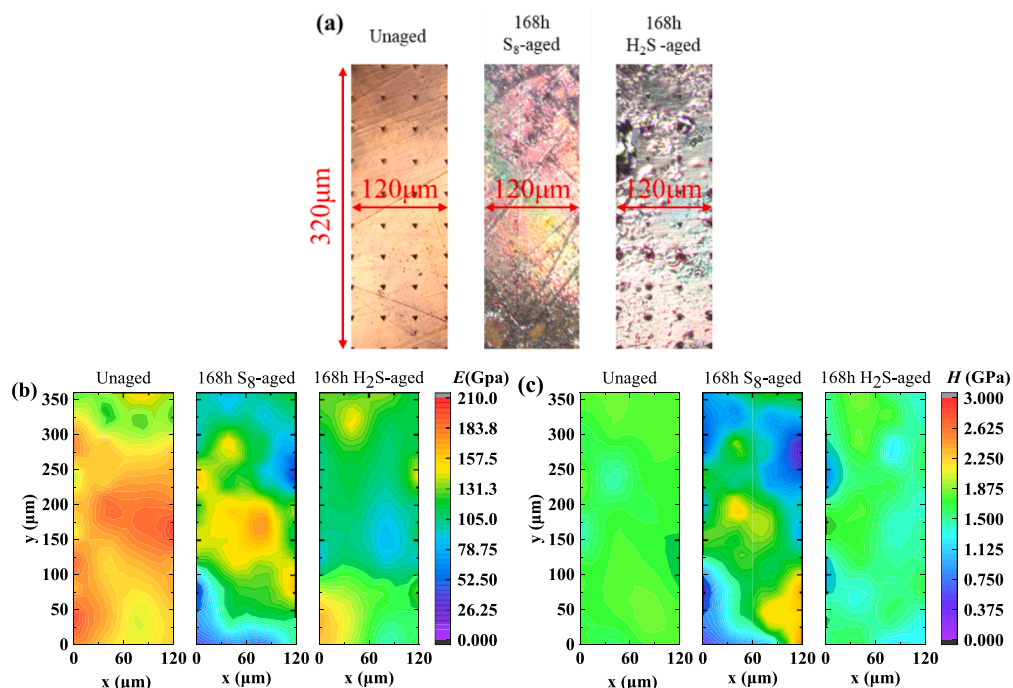 (a)
Unaged
168h
S₈-aged
168h
H₂S -aged
320μm
120μm
120μm
120μm
(b)
Unaged
168h S₈-aged
168h H₂S-aged
E(Gpa)
350
300
250
200
150
100
50
0
y (μm)
0 60 120
0 60 120
0 60 120
x (μm)
x (μm)
x (μm)
210.0
183.8
157.5
131.3
105.0
78.75
52.50
26.25
0.000
(c)
Unaged
168h S₈-aged
168h H₂S-aged
H (GPa)
350
300
250
200
150
100
50
0
y (μm)
0 60 120
0 60 120
0 60 120
x (μm)
x (μm)
x (μm)
3.000
2.625
2.250
1.875
1.500
1.125
0.750
0.375
0.000